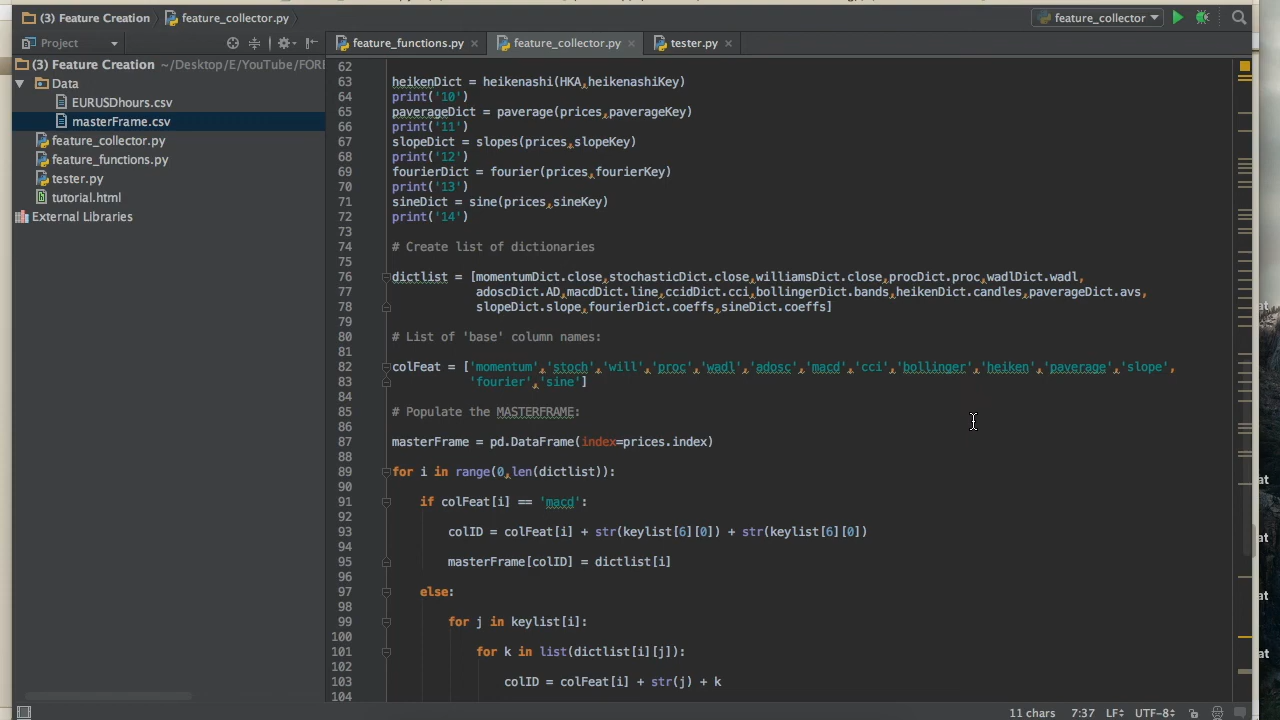 (3) Feature Creation feature_collector.py feature_collector
Project feature_functions.py feature_collector.py tester.py
(3) Feature Creation ~/Desktop/E/YouTube/FORE
Data
EURUSDhours.csv
masterFrame.csv
feature_collector.py
feature_functions.py
tester.py
tutorial.html
External Libraries
62
63 heikenDict = heikenashi(HKA,heikenashiKey)
64 print('10')
65 paverageDict = paverage(prices,paverageKey)
66 print('11')
67 slopeDict = slopes(prices,slopeKey)
68 print('12')
69 fourierDict = fourier(prices,fourierKey)
70 print('13')
71 sineDict = sine(prices,sineKey)
72 print('14')
73
74 # Create list of dictionaries
75
76 dictlist = [momentumDict.close,stochasticDict.close,williamsDict.close,procDict.proc,wadlDict.wadl,
77 adoscDict.AD,macdDict.line,ccidDict.cci,bollingerDict.bands,heikenDict.candles,paverageDict.avs,
78 slopeDict.slope,fourierDict.coeffs,sineDict.coeffs]
79
80 # List of 'base' column names:
81
82 colFeat = ['momentum','stoch','will','proc','wadl','adosc','macd','cci','bollinger','heiken','paverage','slope',
83 'fourier','sine']
84
85 # Populate the MASTERFRAME:
86
87 masterFrame = pd.DataFrame(index=prices.index)
88
89 for i in range(0,len(dictlist)):
90
91 if colFeat[i] == 'macd':
92
93 colID = colFeat[i] + str(keylist[6][0]) + str(keylist[6][0])
94
95 masterFrame[colID] = dictlist[i]
96
97 else:
98
99 for j in keylist[i]:
100
101 for k in list(dictlist[i][j]):
102
103 colID = colFeat[i] + str(j) + k
104
11 chars 7:37 LF UTF-8
at
at
at
at
at